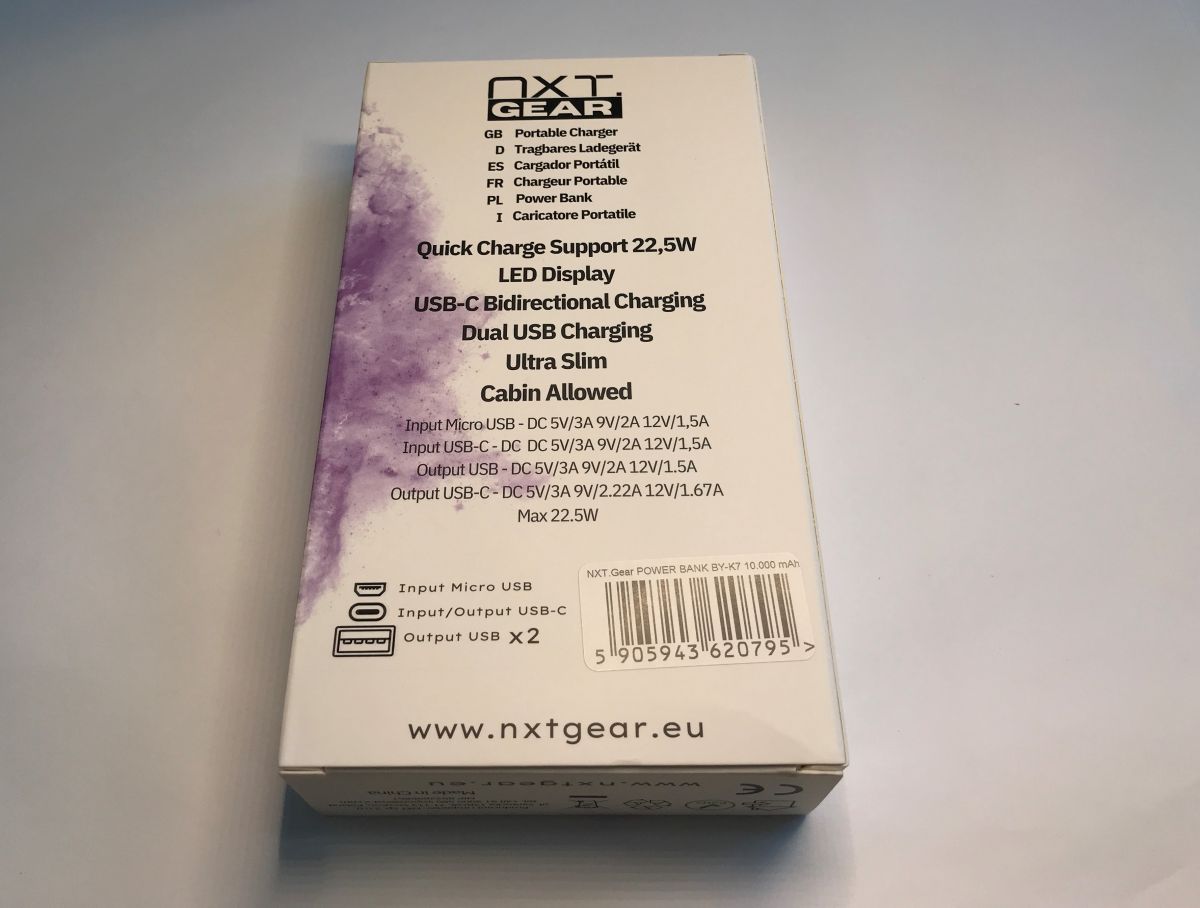 nxt.
GEAR
GB Portable Charger
D Tragbares Ladegerät
ES Cargador Portátil
FR Chargeur Portable
PL Power Bank
I Caricatore Portatile
Quick Charge Support 22,5W
LED Display
USB-C Bidirectional Charging
Dual USB Charging
Ultra Slim
Cabin Allowed
Input Micro USB - DC 5V/3A 9V/2A 12V/1,5A
Input USB-C - DC DC 5V/3A 9V/2A 12V/1,5A
Output USB - DC 5V/3A 9V/2A 12V/1.5A
Output USB-C - DC 5V/3A 9V/2.22A 12V/1.67A
Max 22.5W
Input Micro USB
Input/Output USB-C
Output USB x2
NXT.Gear POWER BANK BY-K7 10.000 mAh
5 905943 620795 >
www.nxtgear.eu
www.nxtgear.eu
Made in China
CE